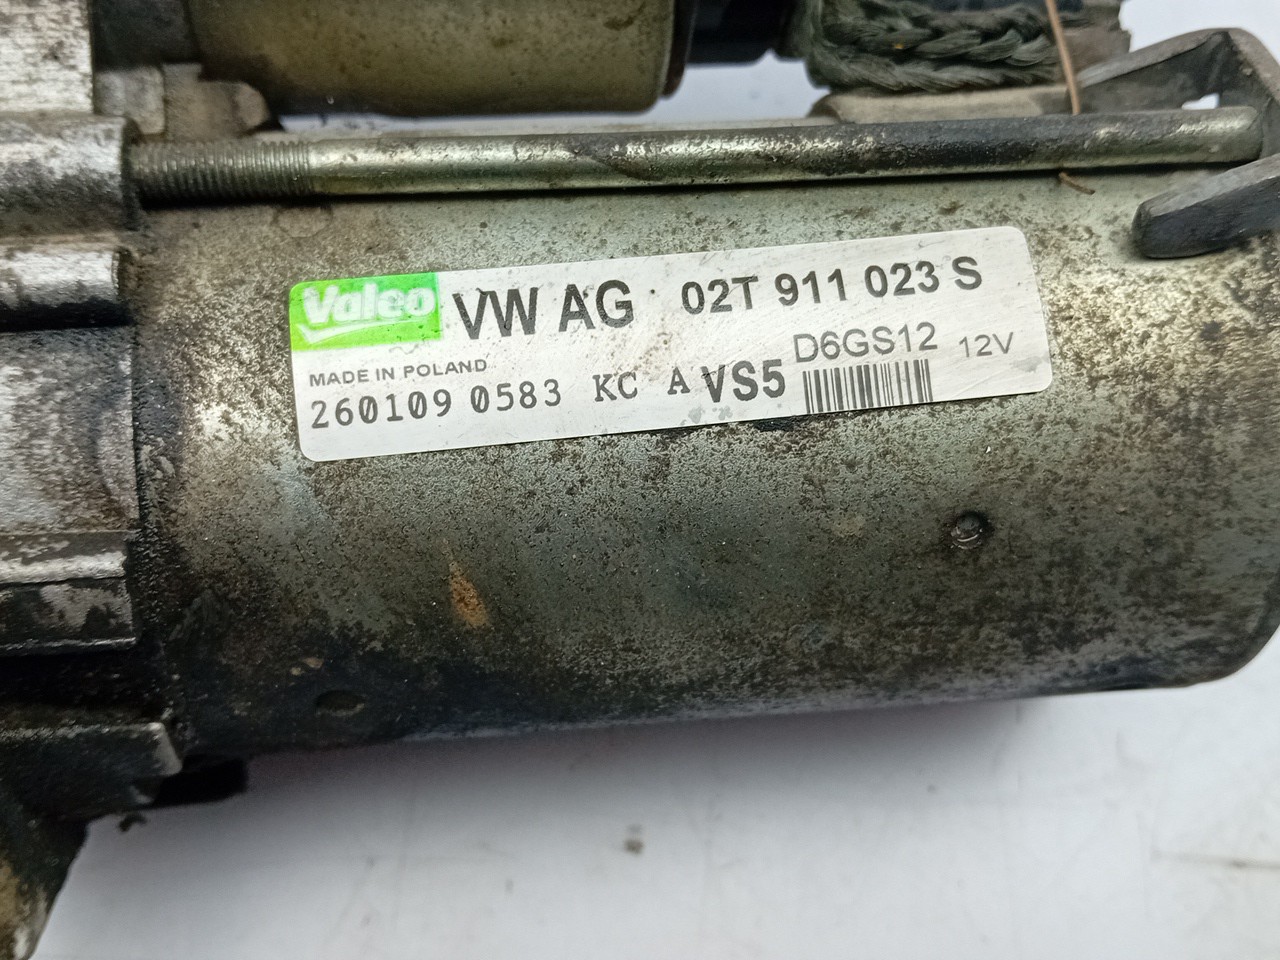 Valeo VW AG 02T 911 023 S
MADE IN POLAND D6GS12 12V
260109 0583 KC A VS5